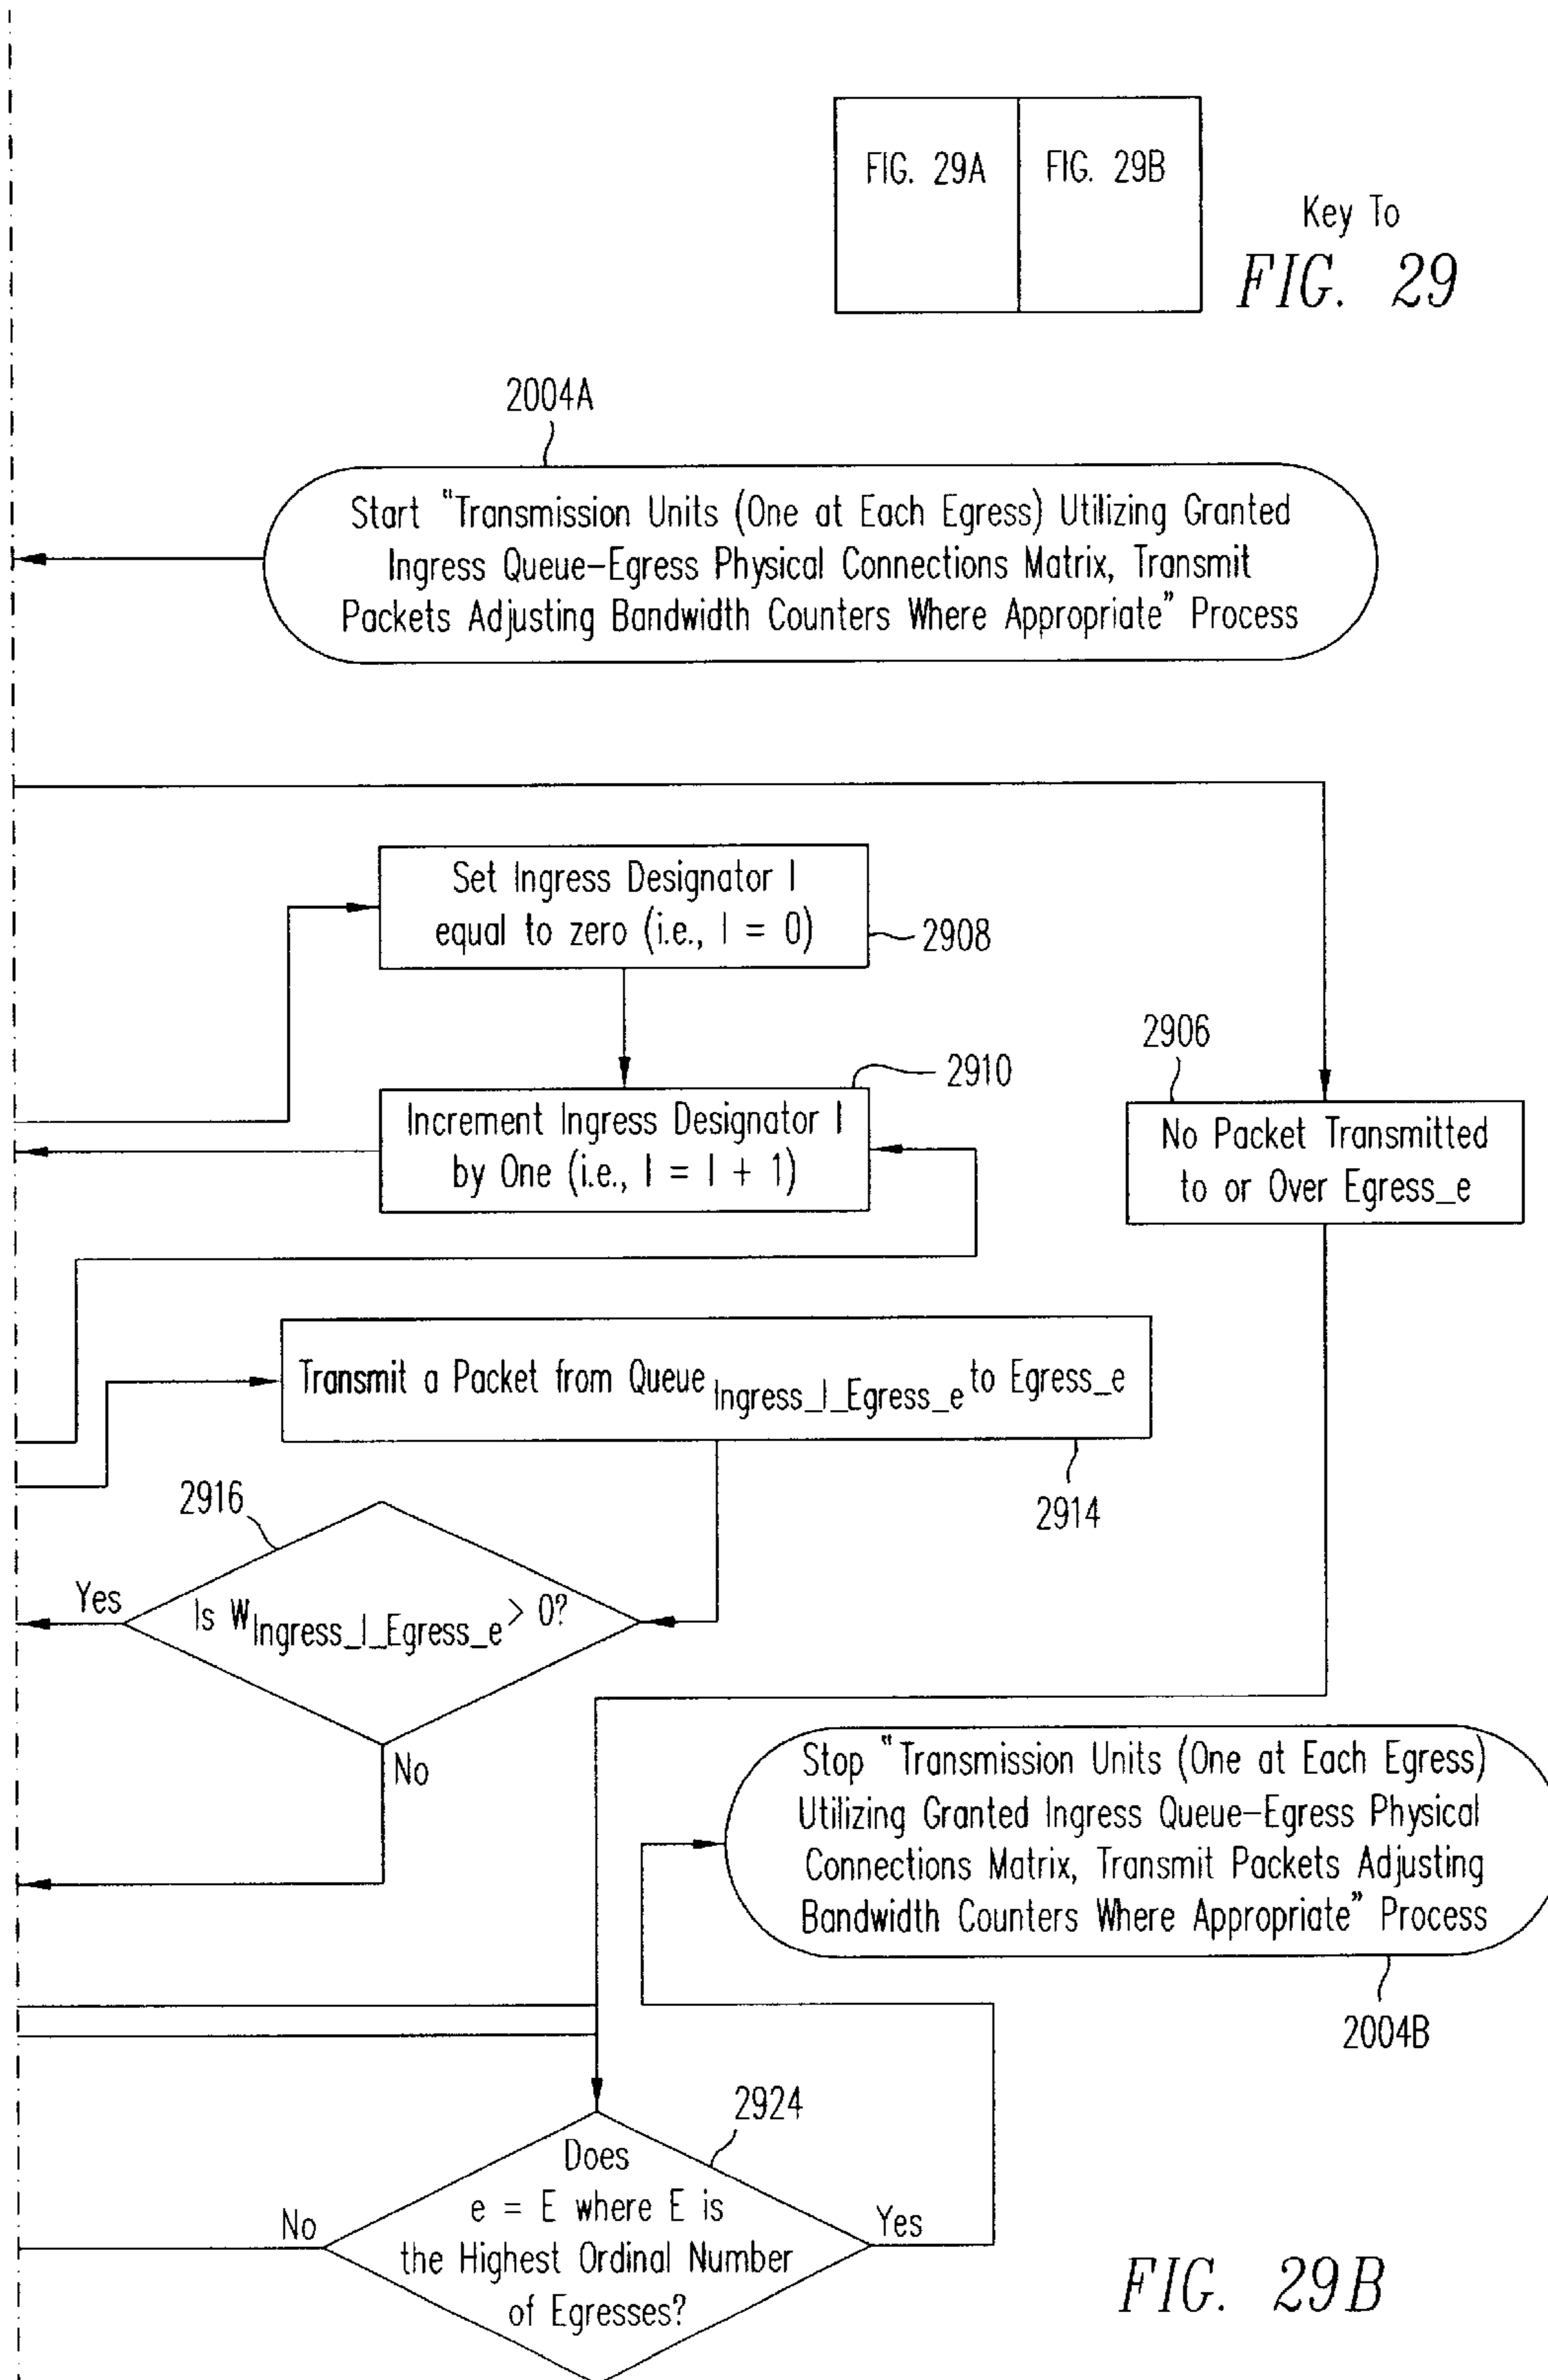 FIG. 29A
FIG. 29B
Key To
FIG. 29
2004A
Start "Transmission Units (One at Each Egress) Utilizing Granted
Ingress Queue-Egress Physical Connections Matrix, Transmit
Packets Adjusting Bandwidth Counters Where Appropriate" Process
Set Ingress Designator I
equal to zero (i.e., I = 0)
2908
2906
2910
Increment Ingress Designator I
by One (i.e., I = I + 1)
No Packet Transmitted
to or Over Egress_e
Transmit a Packet from Queue Ingress_I_Egress_e to Egress_e
2914
2916
Yes
Is W Ingress_I_Egress_e > 0?
No
Stop "Transmission Units (One at Each Egress)
Utilizing Granted Ingress Queue-Egress Physical
Connections Matrix, Transmit Packets Adjusting
Bandwidth Counters Where Appropriate" Process
2004B
2924
Does
e = E where E is
the Highest Ordinal Number
of Egresses?
No
Yes
FIG. 29B